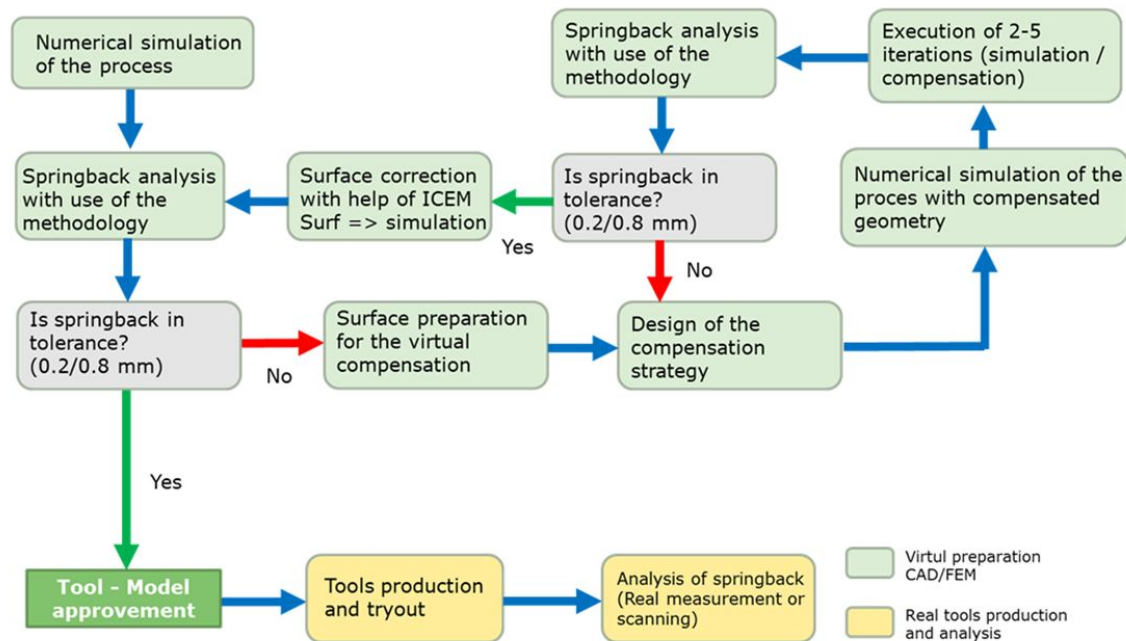 Numerical simulation
of the process
Springback analysis
with use of the
methodology
Execution of 2-5
iterations (simulation /
compensation)
Springback analysis
with use of the
methodology
Surface correction
with help of ICEM
Surf => simulation
Is springback in
tolerance?
(0.2/0.8 mm)
Numerical simulation of the
proces with compensated
geometry
Yes
No
Is springback in
tolerance?
(0.2/0.8 mm)
No
Surface preparation
for the virtual
compensation
Design of the
compensation
strategy
Yes
Tool - Model
approvement
Tools production
and tryout
Analysis of springback
(Real measurement or
scanning)
Virtul preparation
CAD/FEM
Real tools production
and analysis